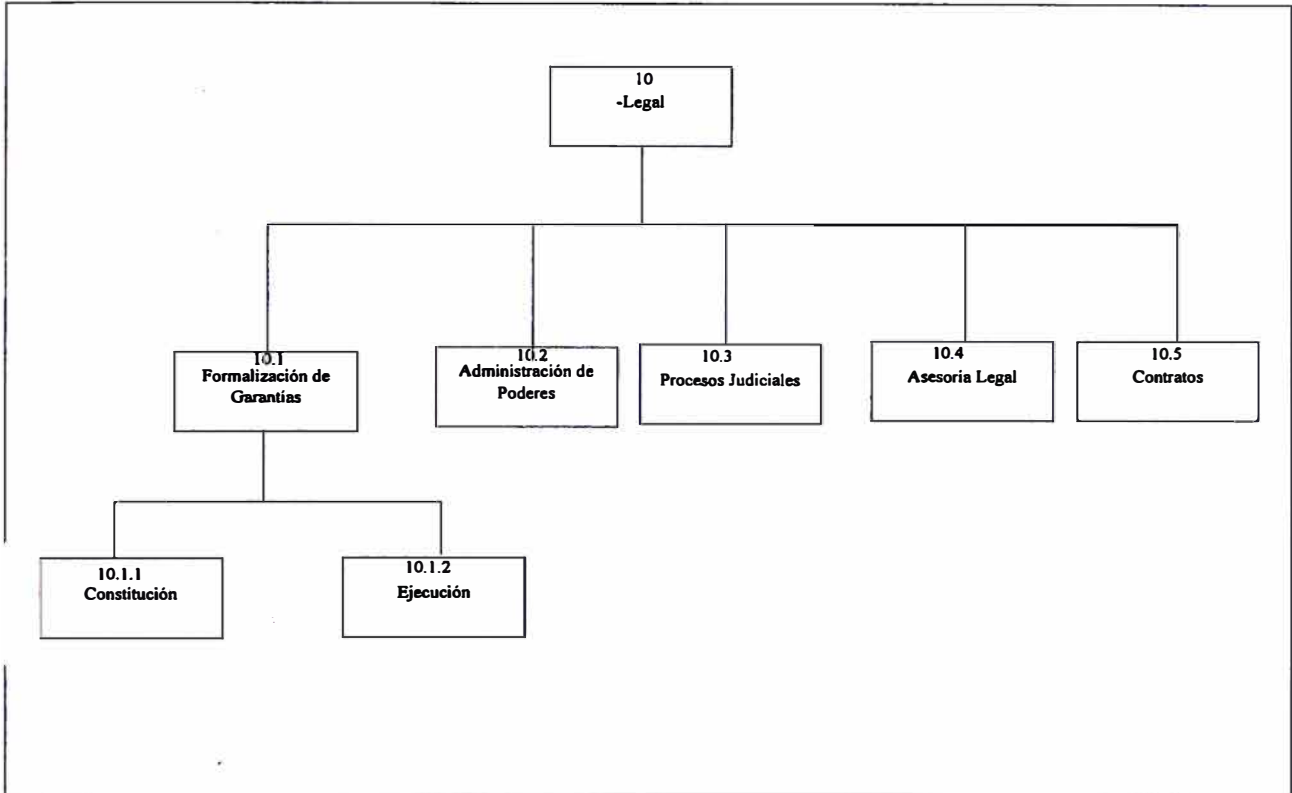 10
-Legal
10.1
Formalización de
Garantías
10.2
Administración de
Poderes
10.3
Procesos Judiciales
10.4
Asesoria Legal
10.5
Contratos
10.1.1
Constitución
10.1.2
Ejecución